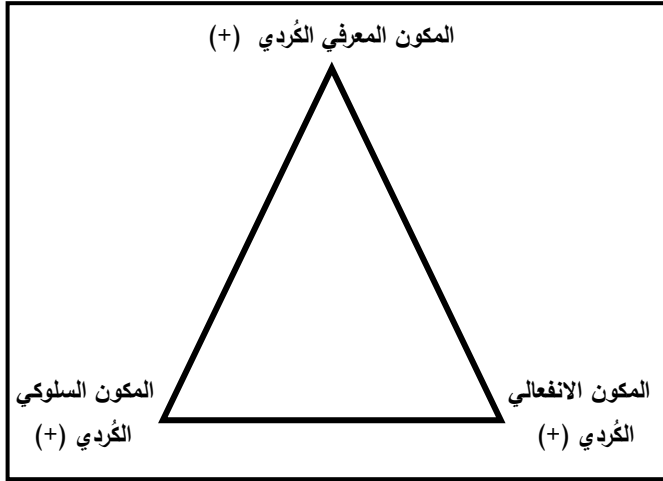 المكون المعرفي الكُردي (+)
المكون الانفعالي
الكُردي (+)
المكون السلوكي
الكُردي (+)